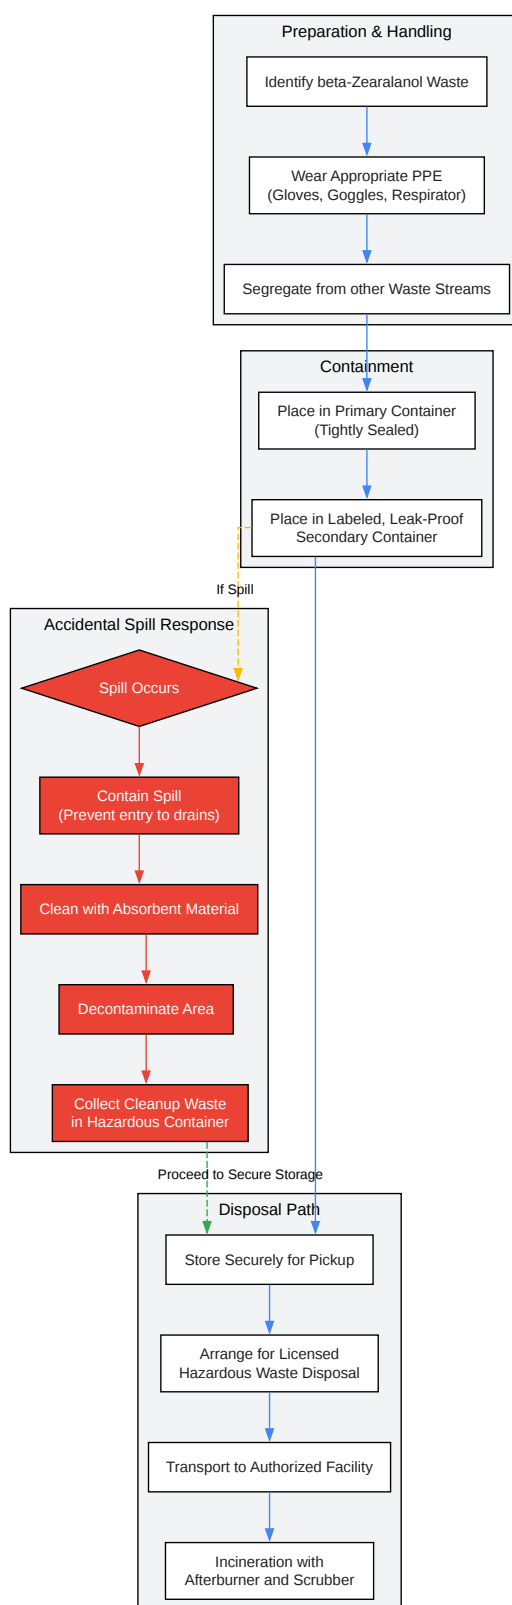 Preparation & Handling
Identify beta-Zearalanol Waste
Wear Appropriate PPE
(Gloves, Goggles, Respirator)
Segregate from other Waste Streams
Containment
Place in Primary Container
(Tightly Sealed)
Place in Labeled, Leak-Proof
Secondary Container
If Spill
Accidental Spill Response
Spill Occurs
Contain Spill
(Prevent entry to drains)
Clean with Absorbent Material
Decontaminate Area
Collect Cleanup Waste
in Hazardous Container
Proceed to Secure Storage
Disposal Path
Store Securely for Pickup
Arrange for Licensed
Hazardous Waste Disposal
Transport to Authorized Facility
Incineration with
Afterburner and Scrubber